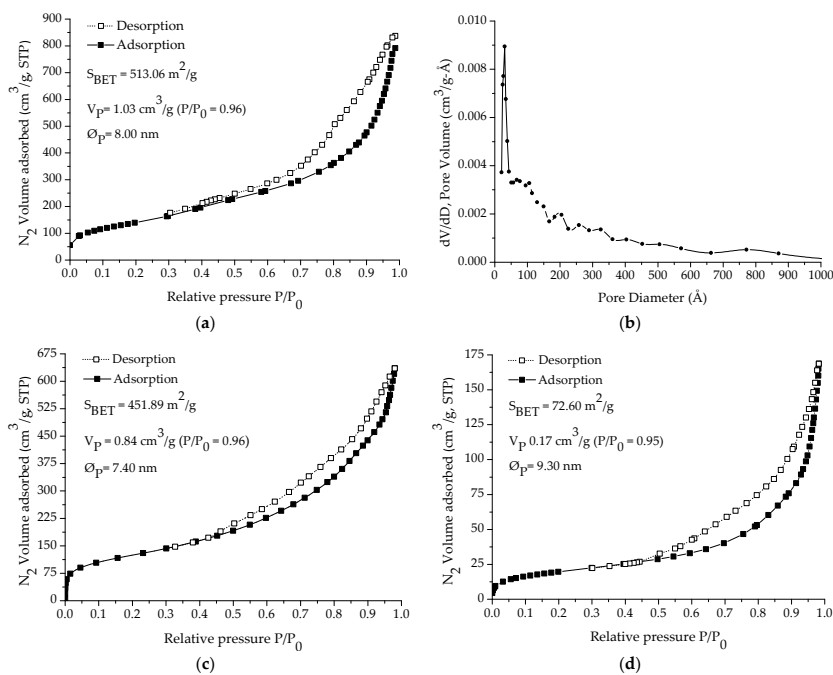 (a)
900
800
700
600
500
400
300
200
100
0
0.0 0.1 0.2 0.3 0.4 0.5 0.6 0.7 0.8 0.9 1.0
N2 Volume adsorbed (cm3/g, STP)
Relative pressure P/P0
Desorption
Adsorption
SBET = 513.06 m2/g
VP = 1.03 cm3/g (P/P0 = 0.96)
ØP = 8.00 nm
(a)
(b)
0.010
0.008
0.006
0.004
0.002
0.000
0 100 200 300 400 500 600 700 800 900 1000
dV/dD, Pore Volume (cm3/g-Å)
Pore Diameter (Å)
(b)
675
600
525
450
375
300
225
150
75
0
0.0 0.1 0.2 0.3 0.4 0.5 0.6 0.7 0.8 0.9 1.0
N2 Volume adsorbed (cm3/g, STP)
Relative pressure P/P0
Desorption
Adsorption
SBET = 451.89 m2/g
VP = 0.84 cm3/g (P/P0 = 0.96)
ØP = 7.40 nm
(c)
175
150
125
100
75
50
25
0
0.0 0.1 0.2 0.3 0.4 0.5 0.6 0.7 0.8 0.9 1.0
N2 Volume adsorbed (cm3/g, STP)
Relative pressure P/P0
Desorption
Adsorption
SBET = 72.60 m2/g
VP 0.17 cm3/g (P/P0 = 0.95)
ØP = 9.30 nm
(d)